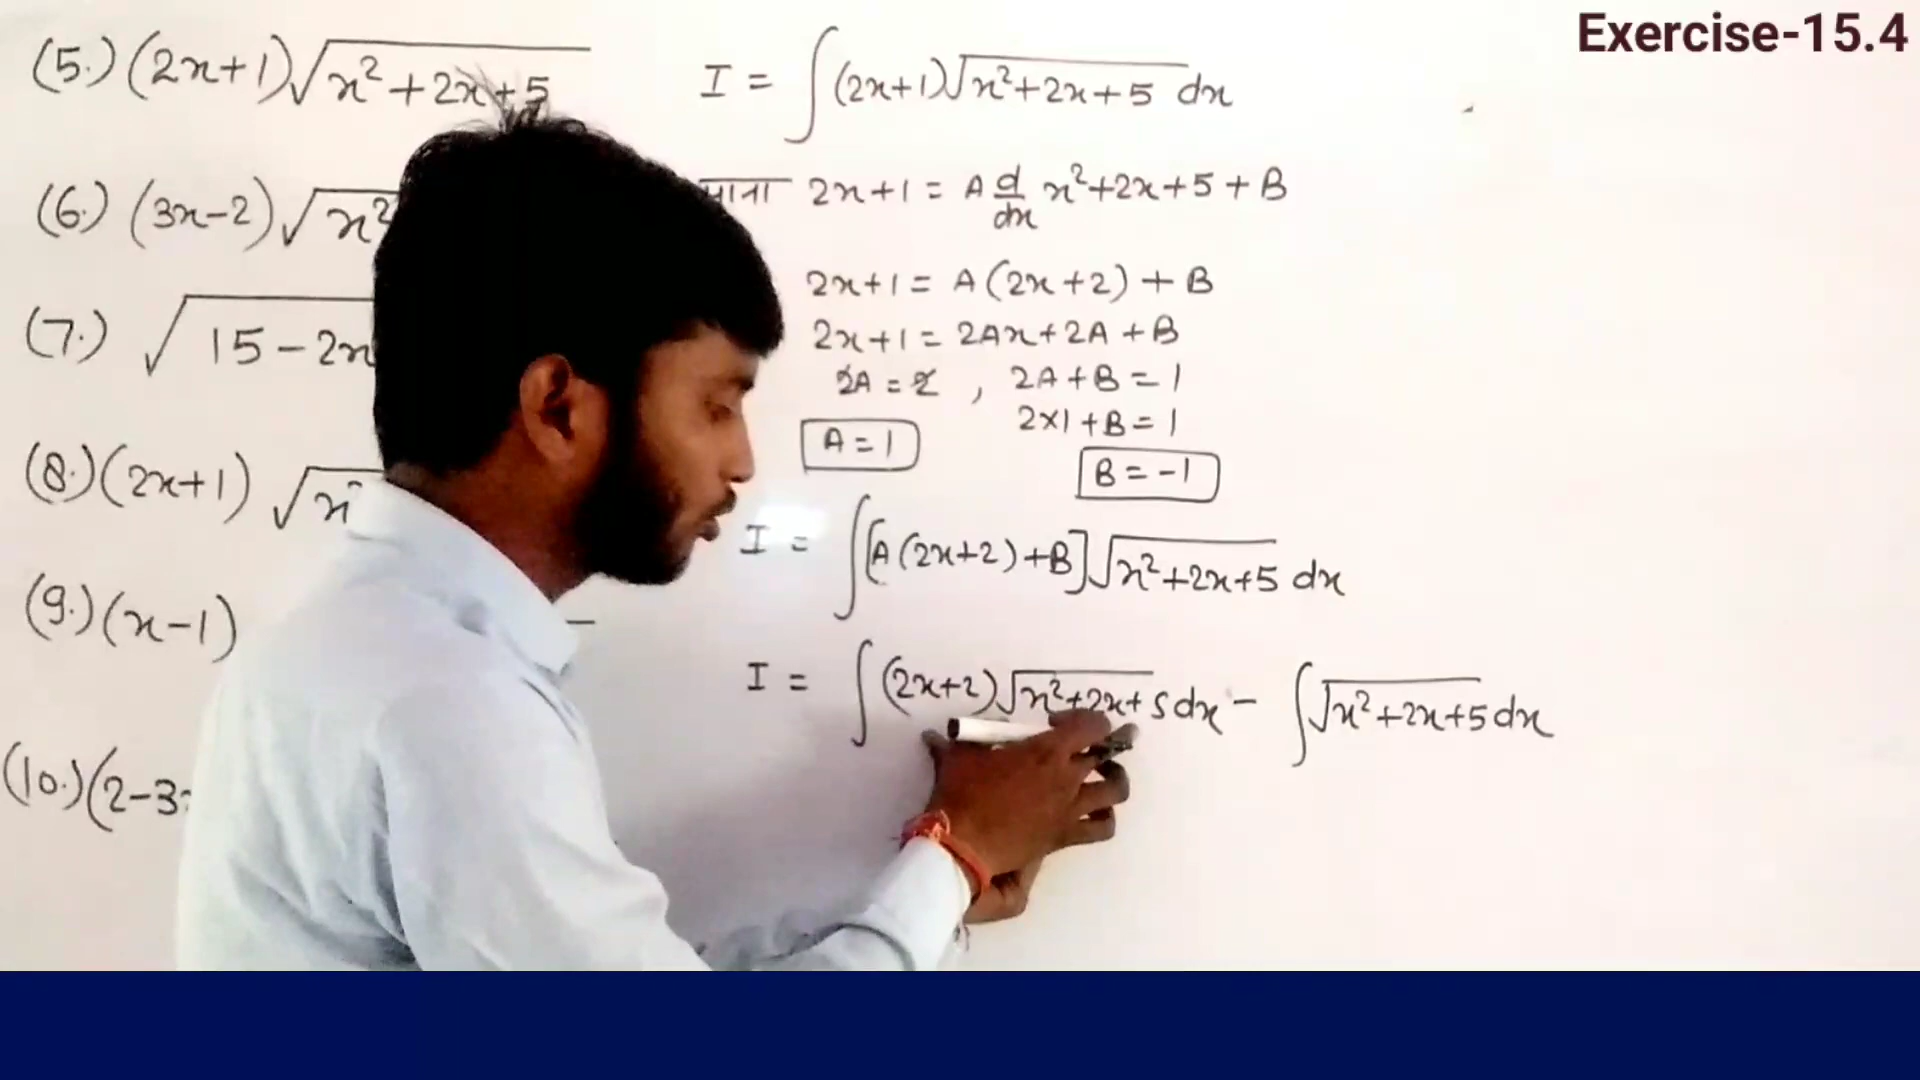 Exercise-15.4
(5.) (2x+1)√x²+2x+5
(6.) (3x-2)√x²
(7.) √15-2x
(8.) (2x+1) √x²
(9.) (x-1)
(10.) (2-3
I = ∫(2x+1)√x²+2x+5 dx
माना 2x+1 = A d/dx x²+2x+5 + B
2x+1 = A(2x+2) + B
2x+1 = 2Ax+2A+B
2A = 2 , 2A+B = 1
2×1+B = 1
A = 1
B = -1
I = ∫[A(2x+2)+B]√x²+2x+5 dx
I = ∫(2x+2)√x²+2x+5 dx - ∫√x²+2x+5 dx